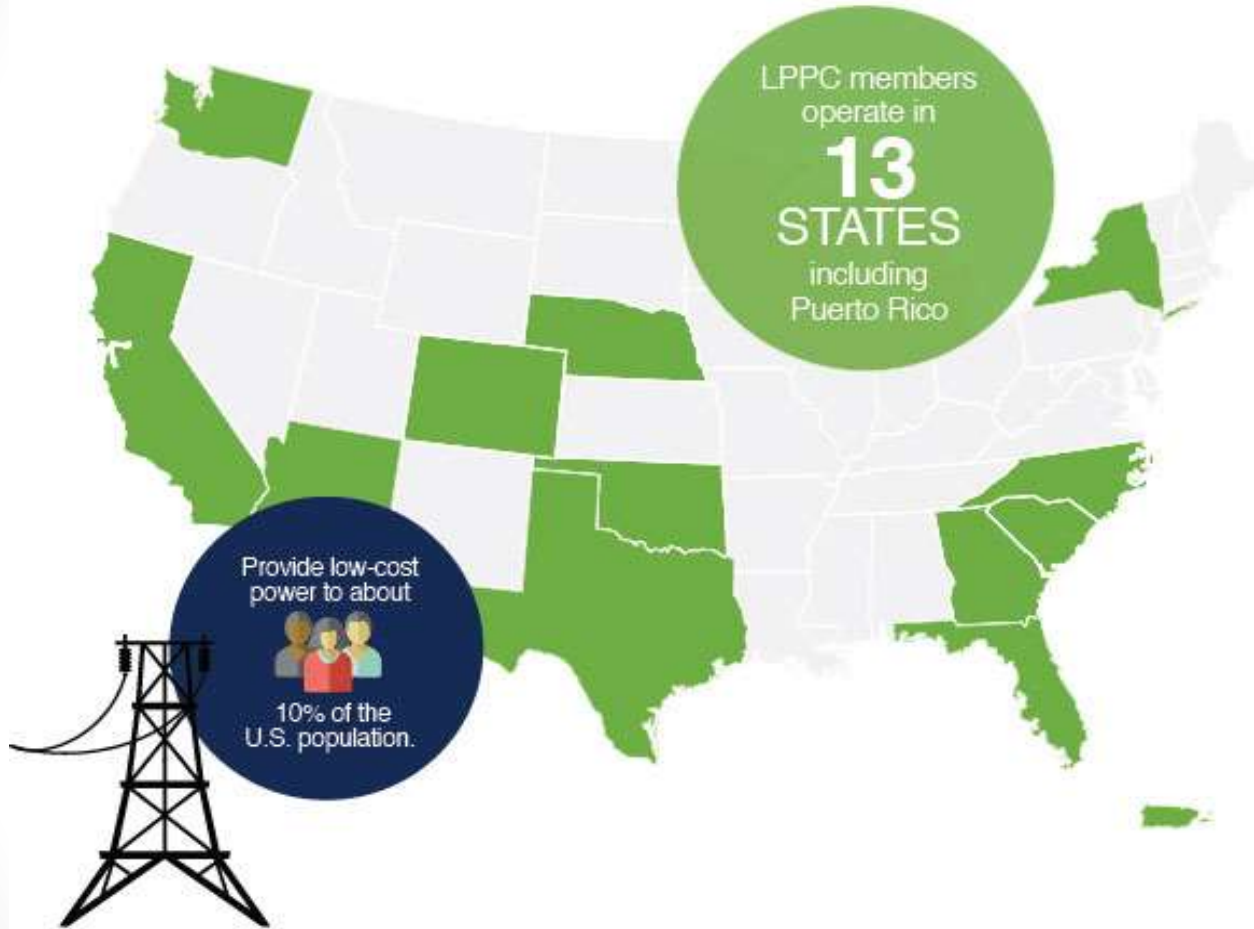 LPPC members
operate in
13
STATES
including
Puerto Rico
Provide low-cost
power to about
10% of the
U.S. population.